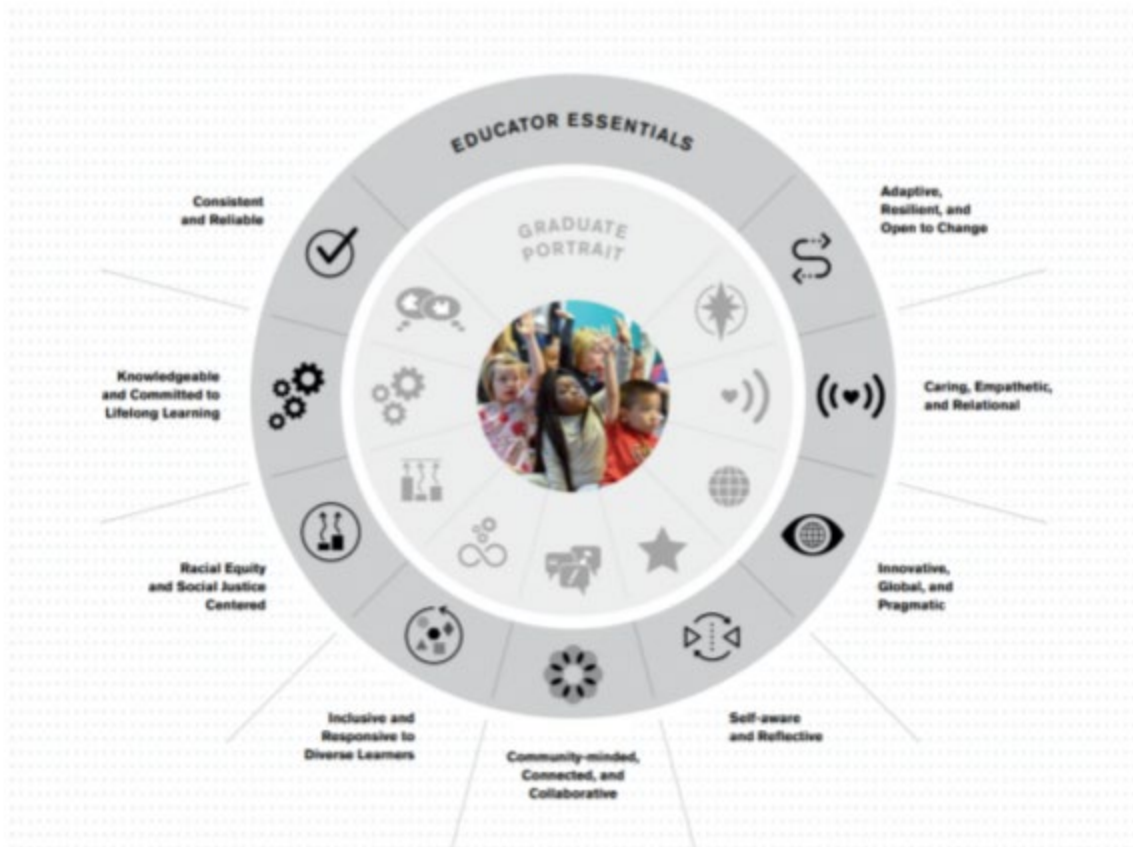 EDUCATOR ESSENTIALS
GRADUATE
PORTRAIT
Adaptive,
Resilient, and
Open to Change
Caring, Empathetic,
and Relational
Innovative,
Global, and
Pragmatic
Self-aware
and Reflective
Community-minded,
Connected, and
Collaborative
Inclusive and
Responsive to
Diverse Learners
Racial Equity
and Social Justice
Centered
Knowledgeable
and Committed to
Lifelong Learning
Consistent
and Reliable